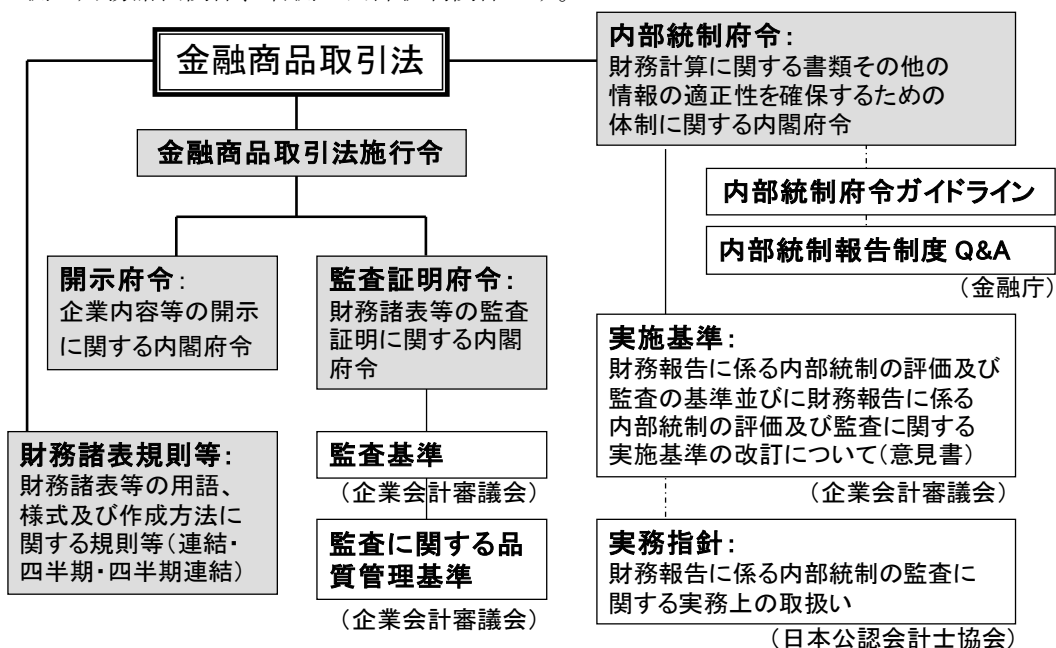 金融商品取引法
金融商品取引法施行令
開示府令：
企業内容等の開示
に関する内閣府令
監査証明府令：
財務諸表等の監査
証明に関する内閣
府令
財務諸表規則等：
財務諸表等の用語、
様式及び作成方法に
関する規則等（連結・
四半期・四半期連結）
監査基準
（企業会計審議会）
監査に関する品
質管理基準
（企業会計審議会）
内部統制府令：
財務計算に関する書類その他の
情報の適正性を確保するための
体制に関する内閣府令
内部統制府令ガイドライン
内部統制報告制度 Q&A
（金融庁）
実施基準：
財務報告に係る内部統制の評価及び
監査の基準並びに財務報告に係る
内部統制の評価及び監査に関する
実施基準の改訂について（意見書）
（企業会計審議会）
実務指針：
財務報告に係る内部統制の監査に
関する実務上の取扱い
（日本公認会計士協会）